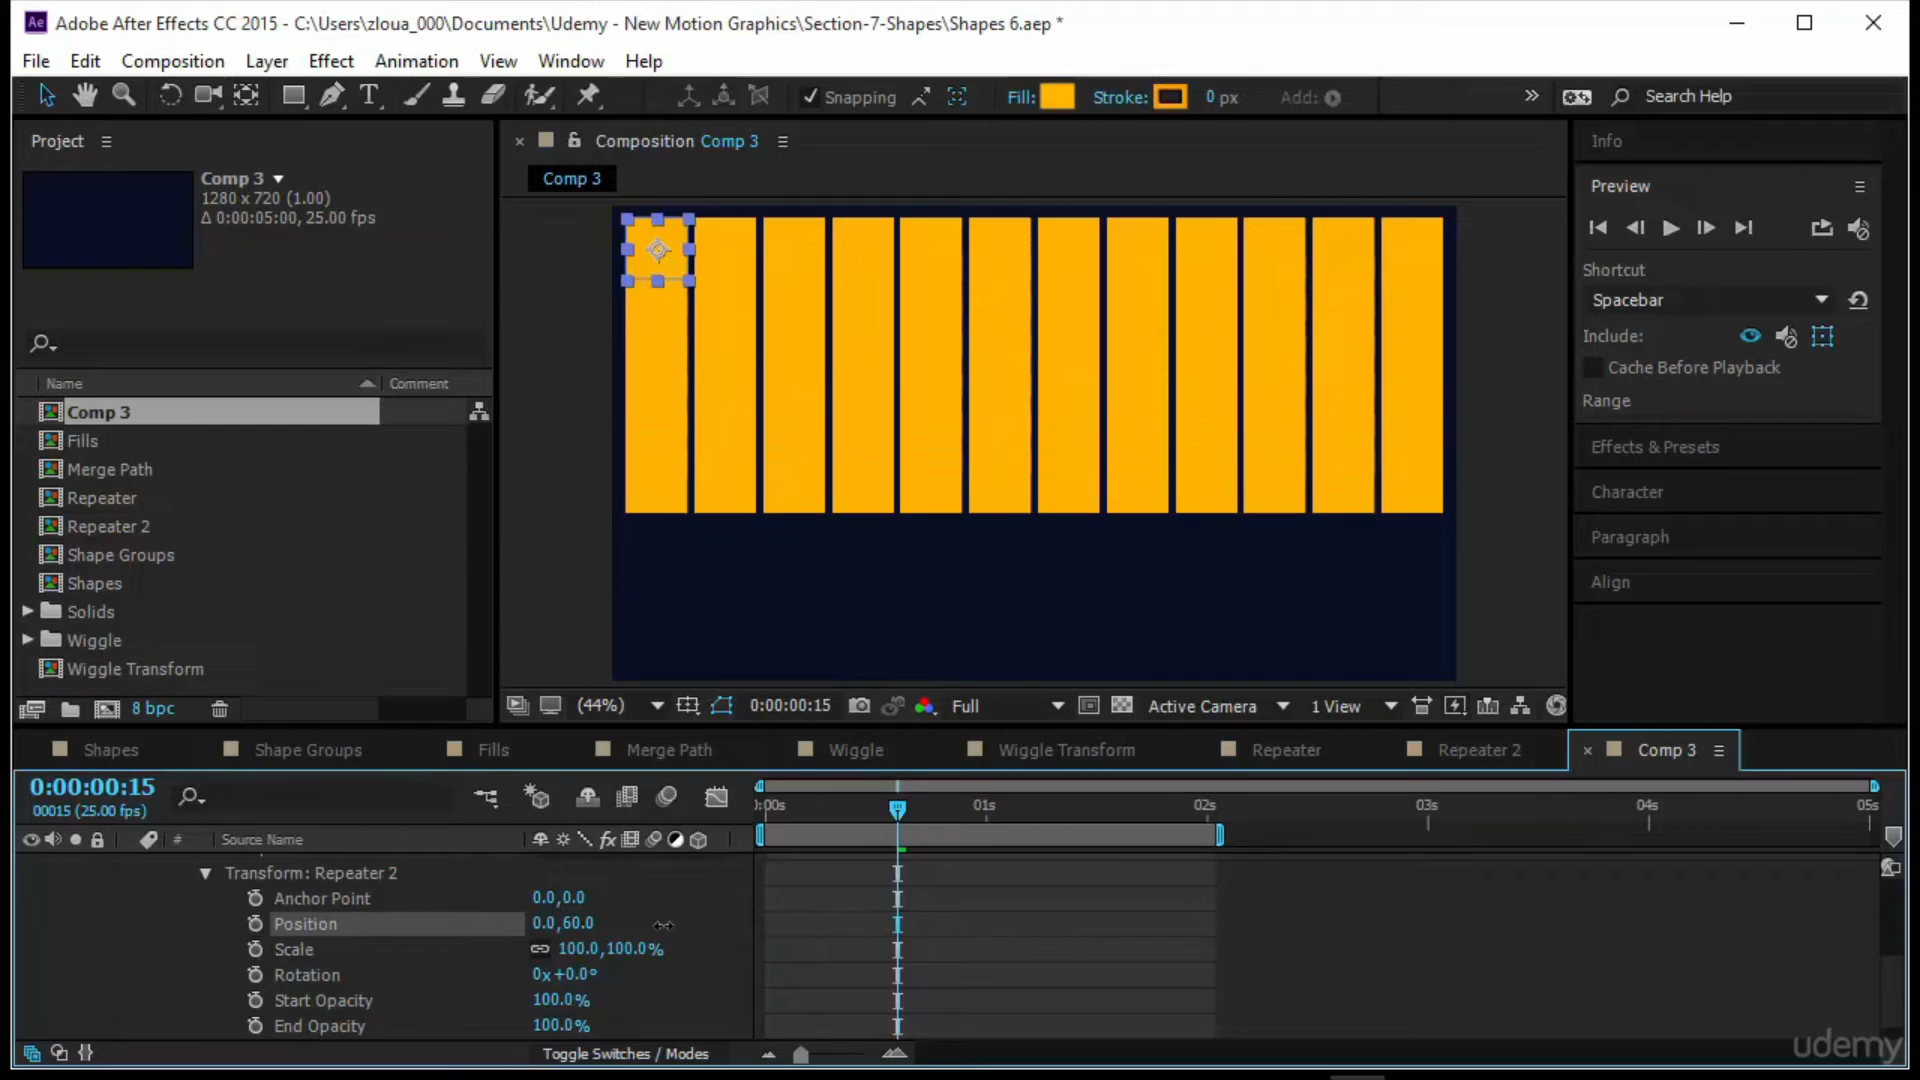 Adobe After Effects CC 2015 - C:\Users\zloua_000\Documents\Udemy - New Motion Graphics\Section-7-Shapes\Shapes 6.aep *
File Edit Composition Layer Effect Animation View Window Help
Snapping Fill: Stroke: 0 px Add: Search Help
Project
Comp 3
1280 x 720 (1.00)
Δ 0:00:05:00, 25.00 fps
Name Comment
Comp 3
Fills
Merge Path
Repeater
Repeater 2
Shape Groups
Shapes
Solids
Wiggle
Wiggle Transform
8 bpc
Composition Comp 3
Comp 3
(44%) 0:00:00:15 Full Active Camera 1 View
Info
Preview
Shortcut
Spacebar
Include:
Cache Before Playback
Range
Effects & Presets
Character
Paragraph
Align
Shapes Shape Groups Fills Merge Path Wiggle Wiggle Transform Repeater Repeater 2 Comp 3
0:00:00:15
00015 (25.00 fps)
:00s 01s 02s 03s 04s 05s
# Source Name
Transform: Repeater 2
Anchor Point 0.0,0.0
Position 0.0,60.0
Scale 100.0,100.0%
Rotation 0x+0.0°
Start Opacity 100.0%
End Opacity 100.0%
Toggle Switches / Modes
udemy